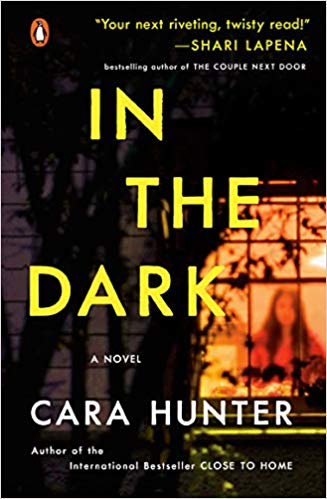 "Your next riveting, twisty read!"
—SHARI LAPENA
bestselling author of THE COUPLE NEXT DOOR
IN
THE
DARK
A NOVEL
CARA HUNTER
Author of the
International Bestseller CLOSE TO HOME